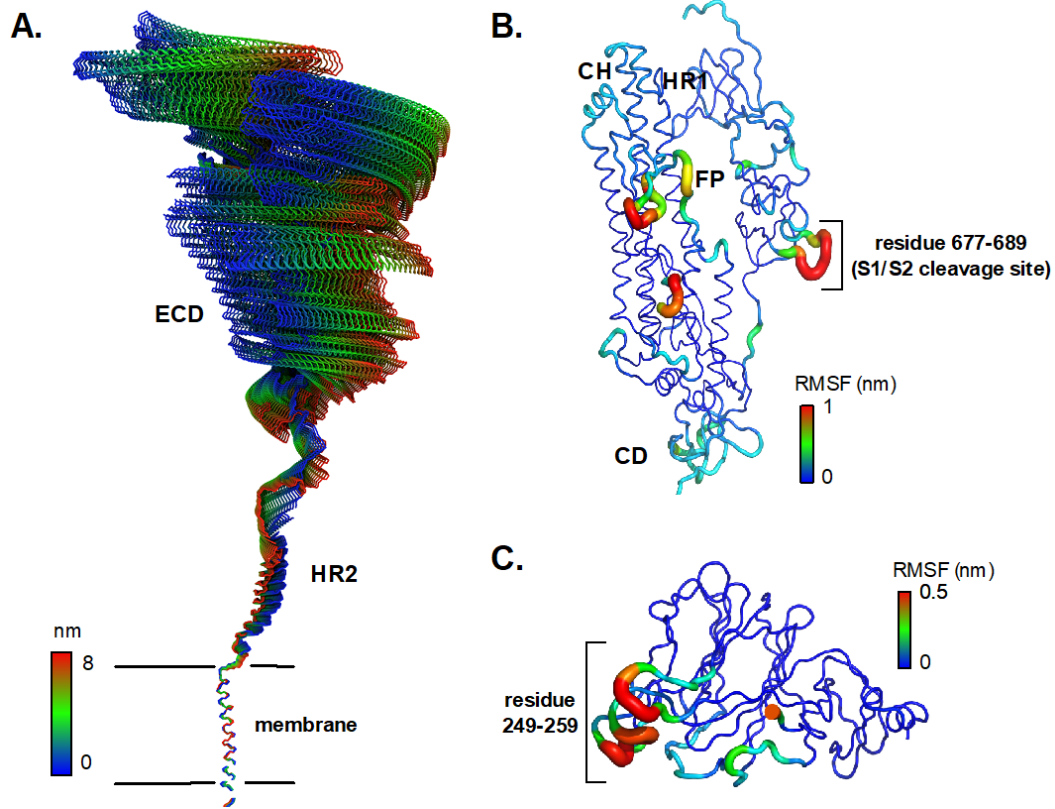 A.
ECD
HR2
nm
8
0
membrane
B.
CH
HR1
FP
residue 677-689
(S1/S2 cleavage site)
RMSF (nm)
1
0
CD
C.
RMSF (nm)
0.5
0
residue
249-259